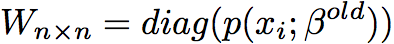 W_{n×n} = diag(p(x_i; β^{old}))